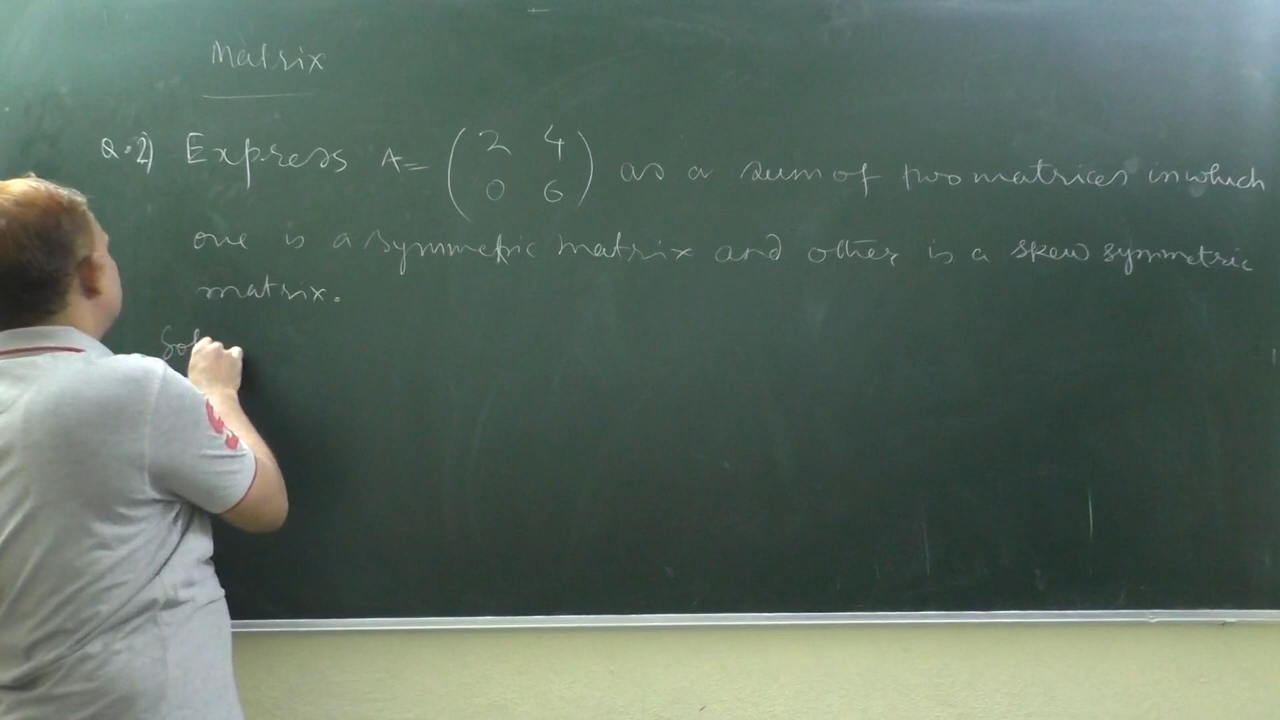 Matrix
Q.2) Express A = (2 4
0 6) as a sum of two matrices in which
one is a symmetric matrix and other is a skew symmetric
matrix.
Sol